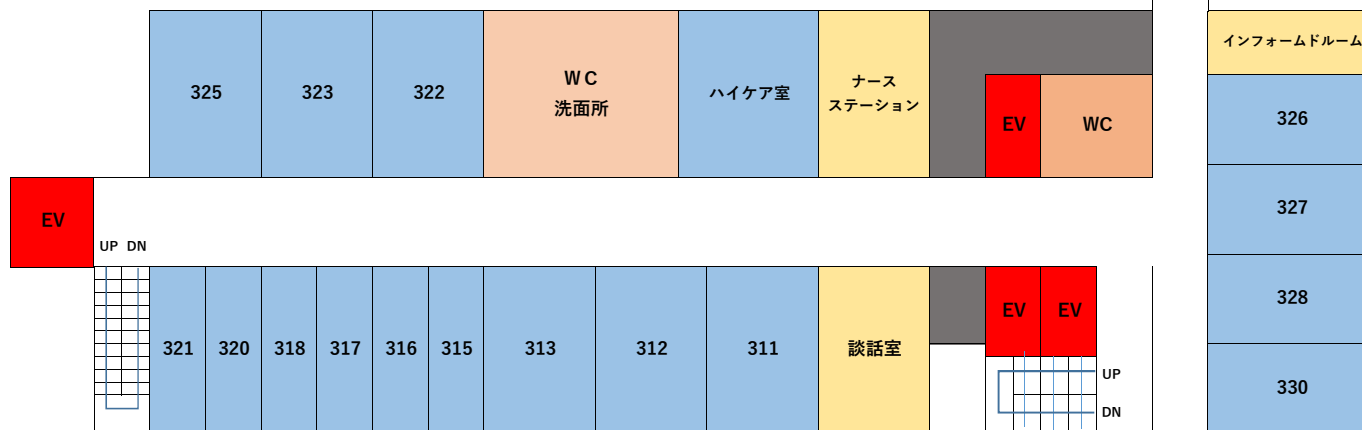 インフォームドルーム
325
323
322
WC
洗面所
ハイケア室
ナース
ステーション
EV
WC
326
327
328
330
EV
UP DN
321
320
318
317
316
315
313
312
311
談話室
EV
EV
UP
DN